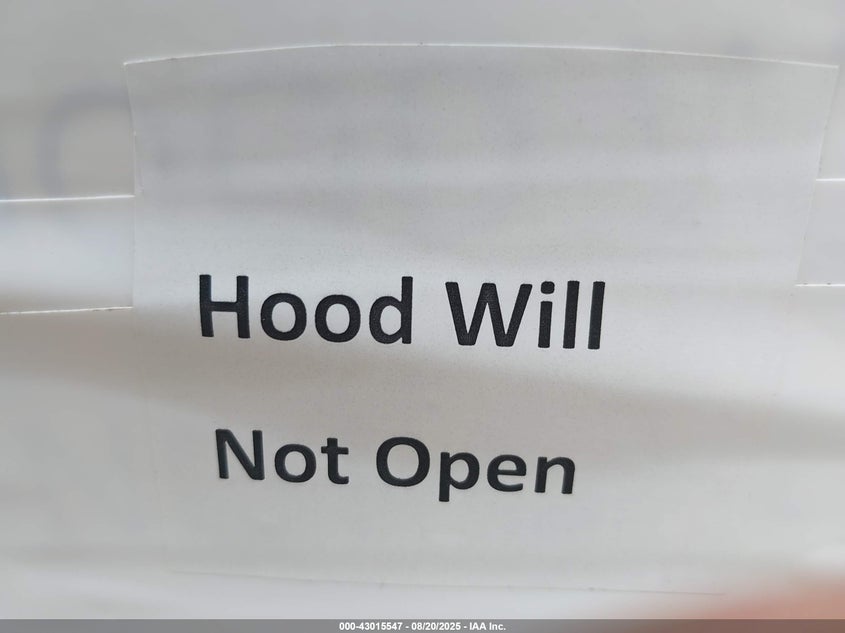 Hood Will
Not Open
000-43015547 - 08/20/2025 - IAA Inc.